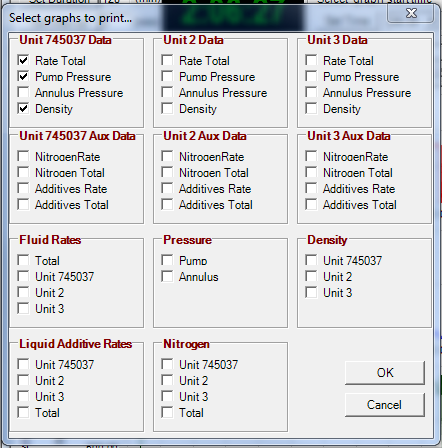 2:08:27
Select graphs to print...
Unit 745037 Data
Rate Total
Pump Pressure
Annulus Pressure
Density
Unit 2 Data
Rate Total
Pump Pressure
Annulus Pressure
Density
Unit 3 Data
Rate Total
Pump Pressure
Annulus Pressure
Density
Unit 745037 Aux Data
NitrogenRate
Nitrogen Total
Additives Rate
Additives Total
Unit 2 Aux Data
NitrogenRate
Nitrogen Total
Additives Rate
Additives Total
Unit 3 Aux Data
NitrogenRate
Nitrogen Total
Additives Rate
Additives Total
Fluid Rates
Total
Unit 745037
Unit 2
Unit 3
Pressure
Pump
Annulus
Density
Unit 745037
Unit 2
Unit 3
Liquid Additive Rates
Unit 745037
Unit 2
Unit 3
Total
Nitrogen
Unit 745037
Unit 2
Unit 3
Total
OK
Cancel